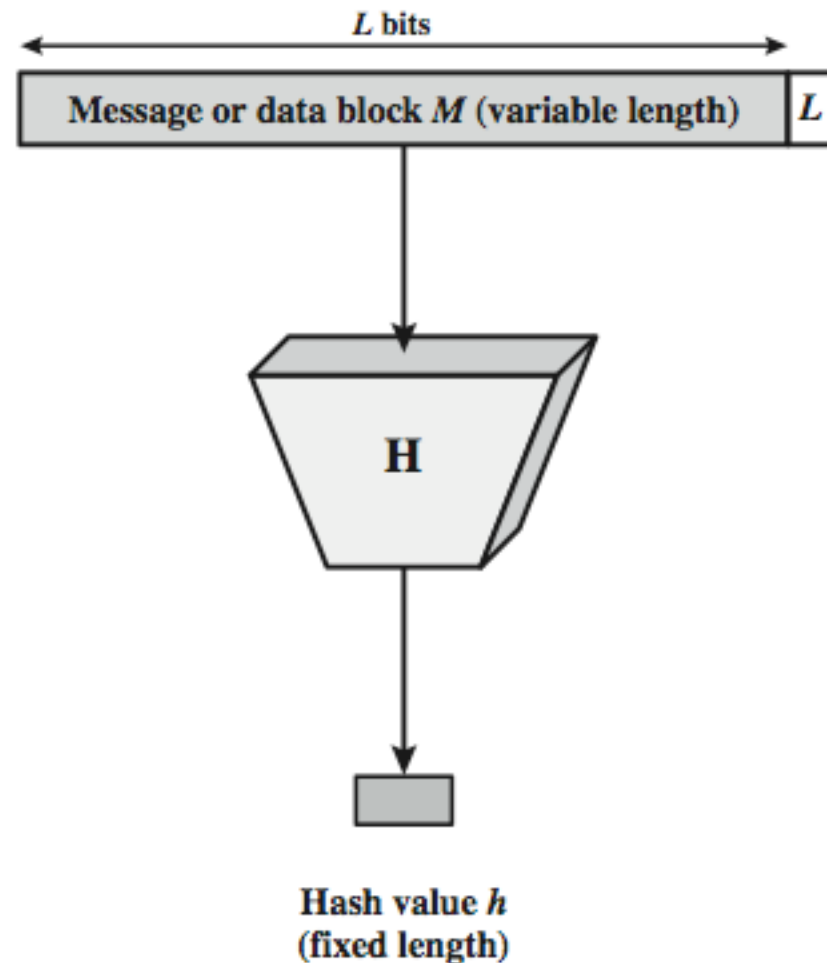 L bits
Message or data block M (variable length) L
H
Hash value h
(fixed length)